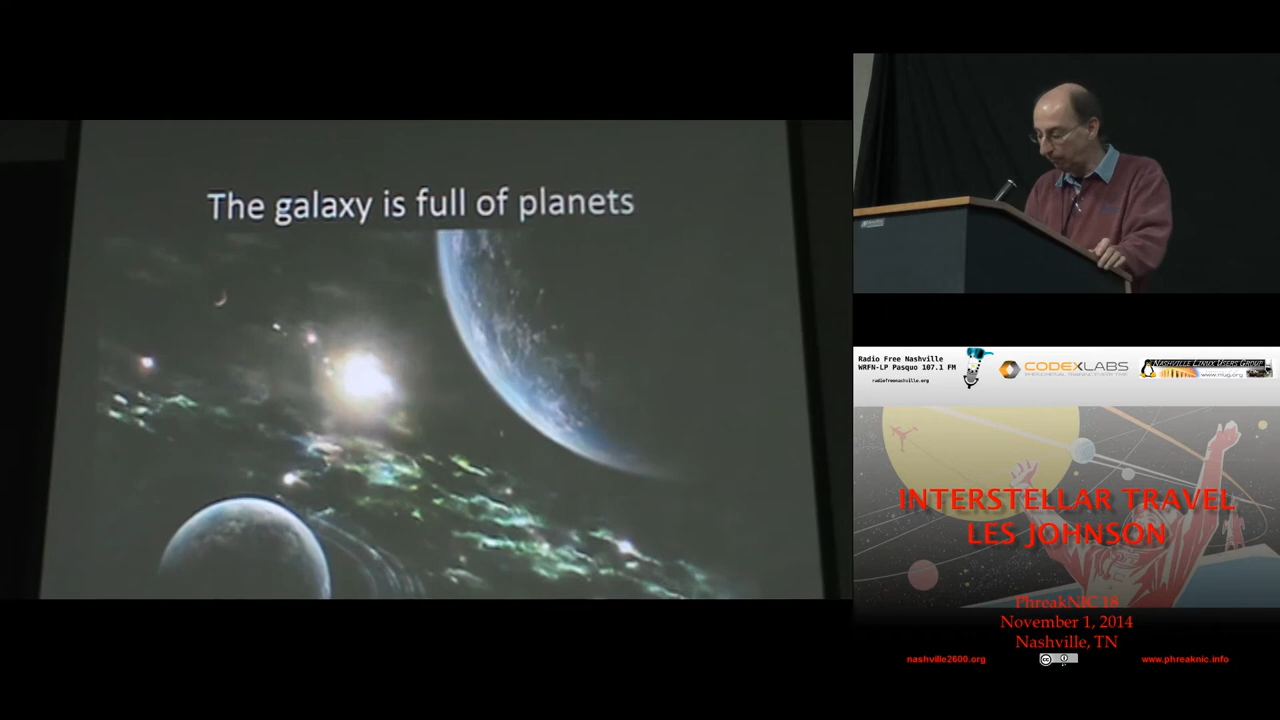 The galaxy is full of planets
Radio Free Nashville
WRFN-LP Pasquo 107.1 FM
radiofreenashville.org
CODEXLABS
NASHVILLE LINUX USERS GROUP
www.nlug.org
INTERSTELLAR TRAVEL
LES JOHNSON
PhreakNIC 18
November 1, 2014
Nashville, TN
nashville2600.org
cc
www.phreaknic.info